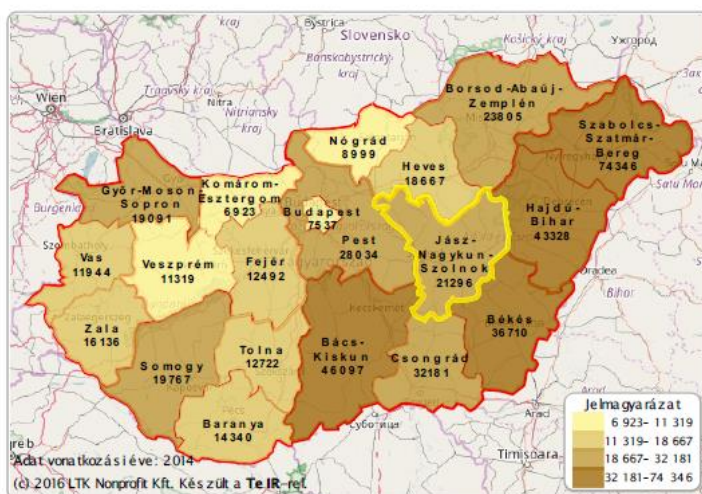 Bystrica
Slovensko
kraj
Košický kraj
Ужгород
Banskobystrický
kraj
Trnavský kraj
Nitra
Nitriansky
kraj
Wien
Bratislava
Borsod-Abaúj-
Zemplén
23805
Szabolcs-
Szatmár-
Bereg
74346
Satu M
Nógrád
8999
Heves
18667
Győr-Moson-
Sopron
19091
Komárom-
Esztergom
6923
Budapest
7537
Hajdú-
Bihar
43328
Burgenland
Pest
28034
Jász-
Nagykun-
Szolnok
21296
Vas
11944
Veszprém
11319
Fejér
12492
Oradea
Bihor
Békés
36710
Zala
16136
Somogy
19767
Tolna
12722
Bács-
Kiskun
46097
Csongrád
32181
Baranya
14340
Суботица
Arad
Timișoara
Jelmagyarázat
6 923- 11 319
11 319- 18 667
18 667- 32 181
32 181-74 346
Adat vonatkozási éve: 2014
(c) 2016 LTK Nonprofit Kft. Készült a TeIR-rel.